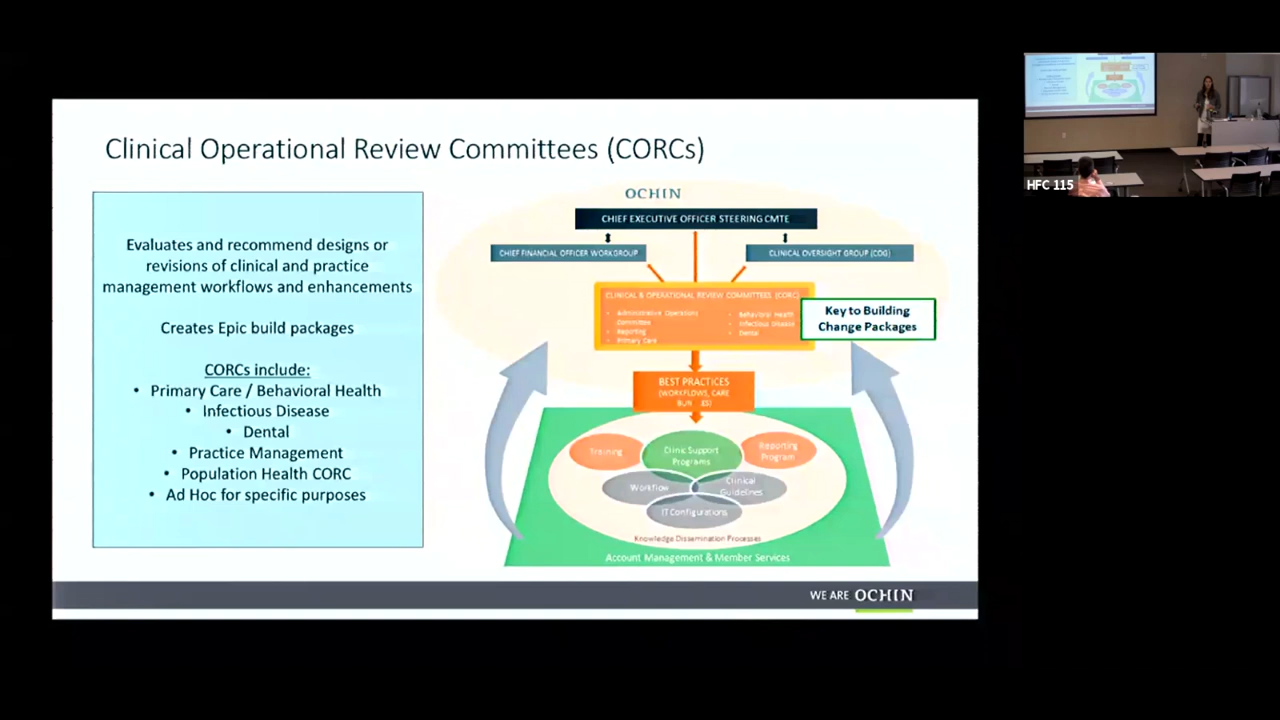 Clinical Operational Review Committees (CORCs)
Evaluates and recommend designs or
revisions of clinical and practice
management workflows and enhancements
Creates Epic build packages
CORCs include:
• Primary Care / Behavioral Health
• Infectious Disease
• Dental
• Practice Management
• Population Health CORC
• Ad Hoc for specific purposes
OCHIN
CHIEF EXECUTIVE OFFICER STEERING CMTE
CHIEF FINANCIAL OFFICER WORKGROUP
CLINICAL OVERSIGHT GROUP (COG)
CLINICAL & OPERATIONAL REVIEW COMMITTEES (CORC)
• Administrative Operations
Committee
• Reporting
• Primary Care
• Behavioral Health
• Infectious Disease
• Dental
Key to Building
Change Packages
BEST PRACTICES
(WORKFLOWS, CARE
Training
Clinic Support
Programs
Reporting
Program
Workflow
Clinical
Guidelines
IT Configurations
Knowledge Dissemination Processes
Account Management & Member Services
WE ARE OCHIN
HFC 115